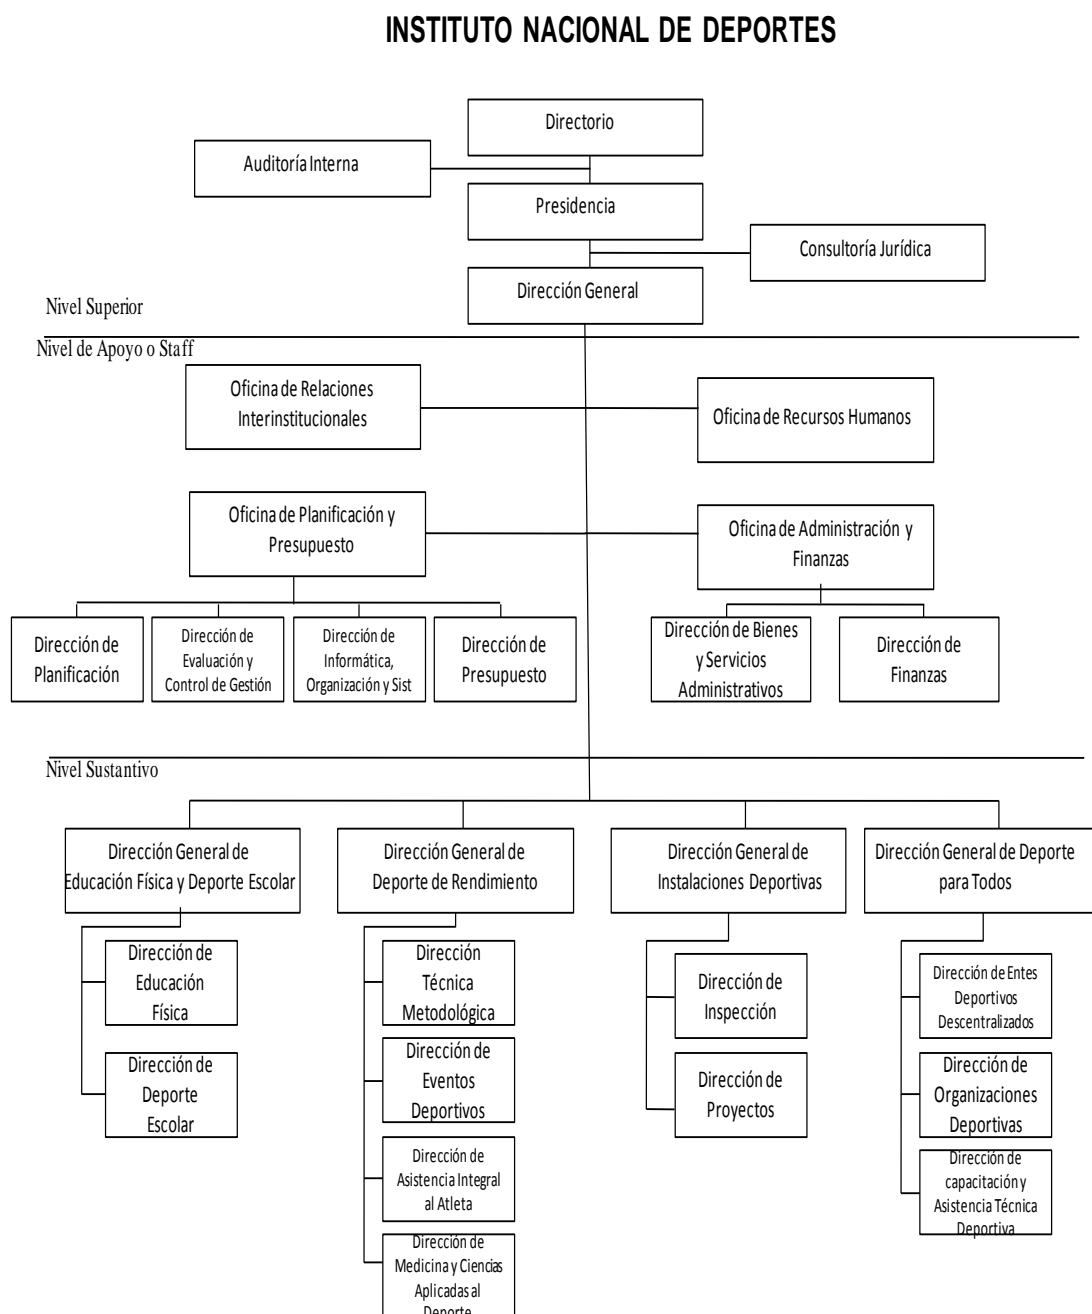 INSTITUTO NACIONAL DE DEPORTES
Directorio
Auditoría Interna
Presidencia
Consultoría Jurídica
Dirección General
Nivel Superior
Nivel de Apoyo o Staff
Oficina de Relaciones
Interinstitucionales
Oficina de Recursos Humanos
Oficina de Planificación y
Presupuesto
Oficina de Administración y
Finanzas
Dirección de
Planificación
Dirección de
Evaluación y
Control de Gestión
Dirección de
Informática,
Organización y Sist
Dirección de
Presupuesto
Dirección de Bienes
y Servicios
Administrativos
Dirección de
Finanzas
Nivel Sustantivo
Dirección General de
Educación Física y Deporte Escolar
Dirección General de
Deporte de Rendimiento
Dirección General de
Instalaciones Deportivas
Dirección General de Deporte
para Todos
Dirección de
Educación
Física
Dirección de
Deporte
Escolar
Dirección
Técnica
Metodológica
Dirección de
Eventos
Deportivos
Dirección de
Asistencia Integral
al Atleta
Dirección de
Medicina y Ciencias
Aplicadas al
Deporte
Dirección de
Inspección
Dirección de
Proyectos
Dirección de Entes
Deportivos
Descentralizados
Dirección de
Organizaciones
Deportivas
Dirección de
capacitación y
Asistencia Técnica
Deportiva